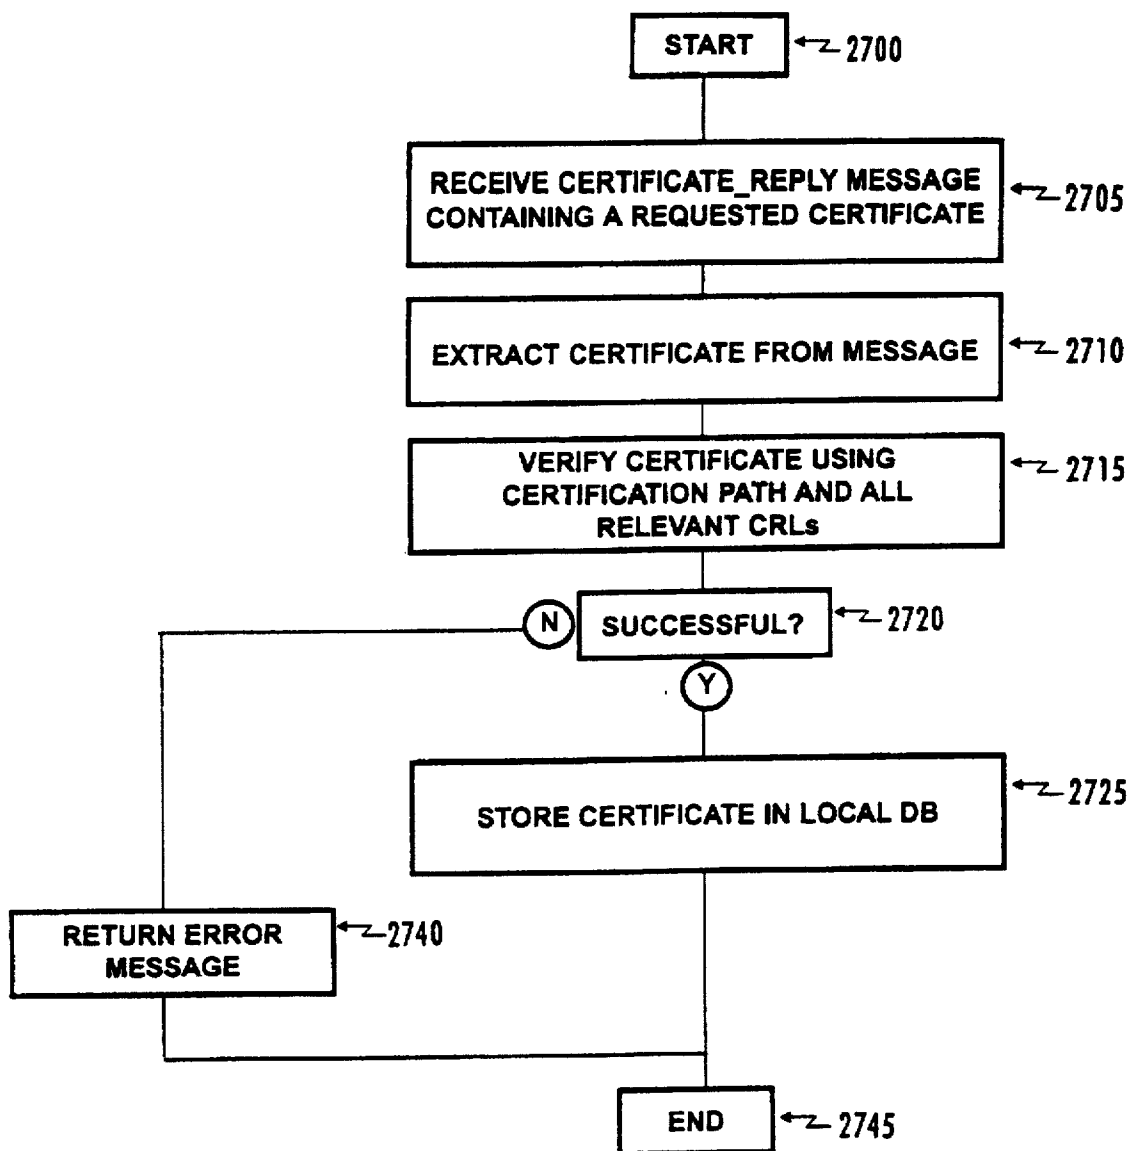 START
2700
RECEIVE CERTIFICATE_REPLY MESSAGE
CONTAINING A REQUESTED CERTIFICATE
2705
EXTRACT CERTIFICATE FROM MESSAGE
2710
VERIFY CERTIFICATE USING
CERTIFICATION PATH AND ALL
RELEVANT CRLs
2715
N
SUCCESSFUL?
2720
Y
STORE CERTIFICATE IN LOCAL DB
2725
RETURN ERROR
MESSAGE
2740
END
2745